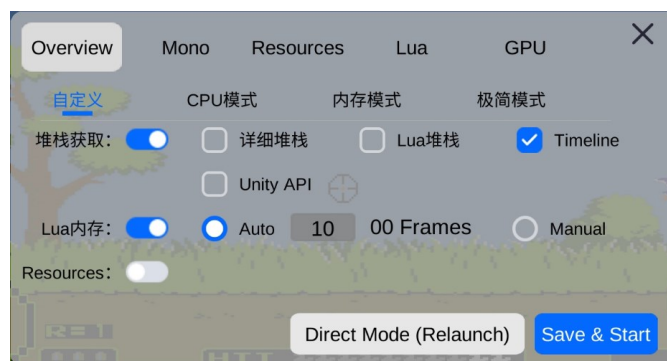 Overview Mono Resources Lua GPU
自定义 CPU模式 内存模式 极简模式
堆栈获取: 详细堆栈 Lua堆栈 Timeline
Unity API
Lua内存: Auto 10 00 Frames Manual
Resources:
R=1
HIT
Direct Mode (Relaunch) Save & Start